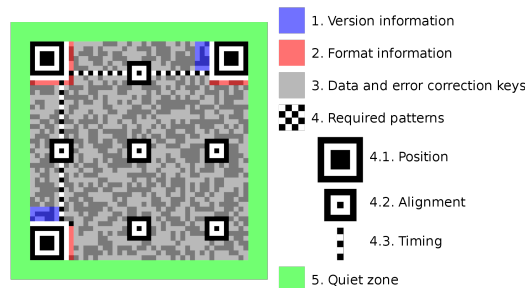 1. Version information
2. Format information
3. Data and error correction keys
4. Required patterns
4.1. Position
4.2. Alignment
4.3. Timing
5. Quiet zone